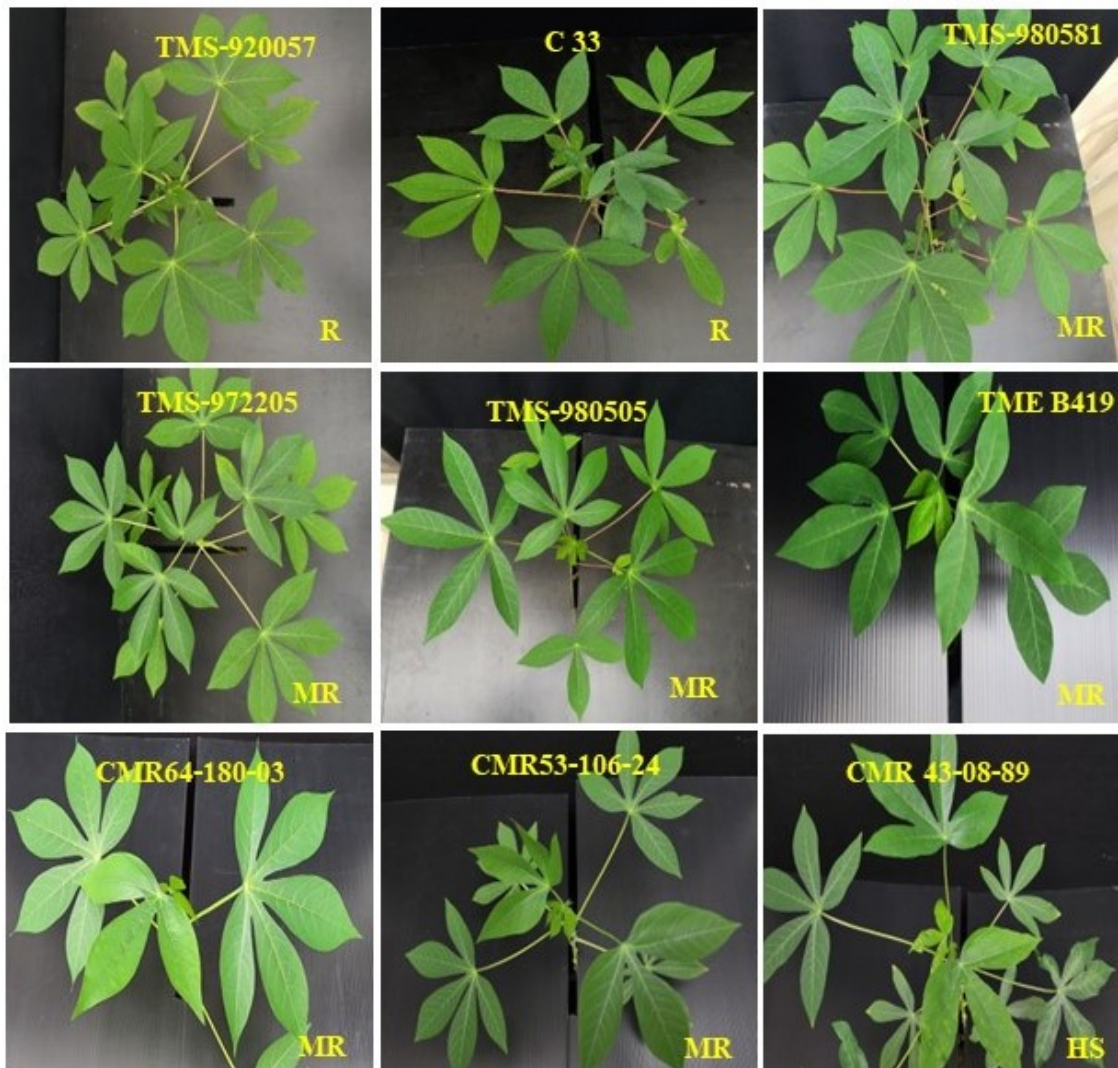 TMS-920057
R
C 33
R
TMS-980581
MR
TMS-972205
MR
TMS-980505
MR
TME B419
MR
CMR64-180-03
MR
CMR53-106-24
MR
CMR 43-08-89
HS